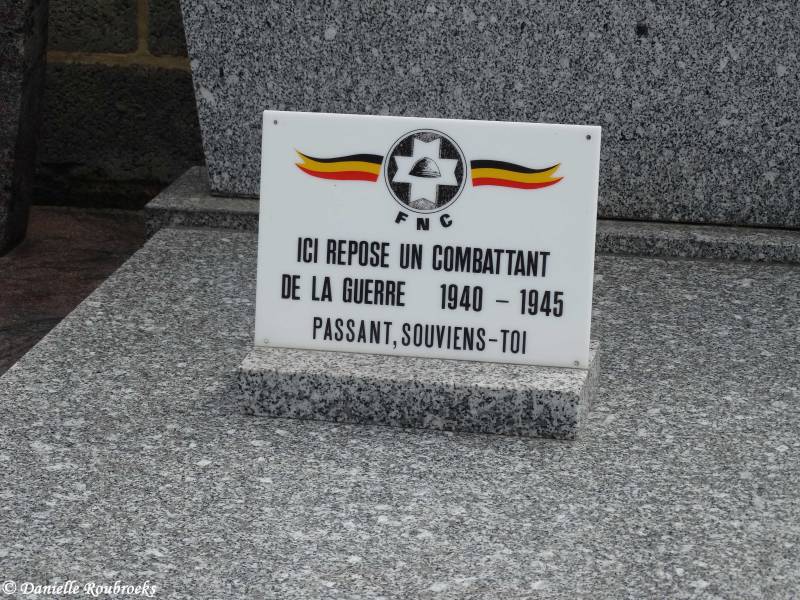 FNC
ICI REPOSE UN COMBATTANT
DE LA GUERRE 1940 - 1945
PASSANT, SOUVIENS-TOI
© Danielle Roubroeks